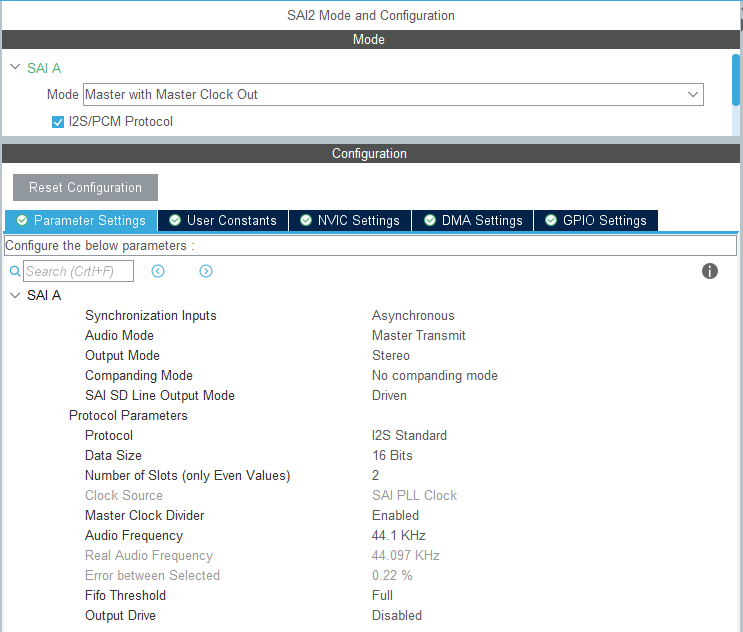 SAI2 Mode and Configuration
Mode
SAI A
Mode Master with Master Clock Out
I2S/PCM Protocol
Configuration
Reset Configuration
Parameter Settings User Constants NVIC Settings DMA Settings GPIO Settings
Configure the below parameters :
Search (Crtl+F)
SAI A
Synchronization Inputs Asynchronous
Audio Mode Master Transmit
Output Mode Stereo
Companding Mode No companding mode
SAI SD Line Output Mode Driven
Protocol Parameters
Protocol I2S Standard
Data Size 16 Bits
Number of Slots (only Even Values) 2
Clock Source SAI PLL Clock
Master Clock Divider Enabled
Audio Frequency 44.1 KHz
Real Audio Frequency 44.097 KHz
Error between Selected 0.22 %
Fifo Threshold Full
Output Drive Disabled